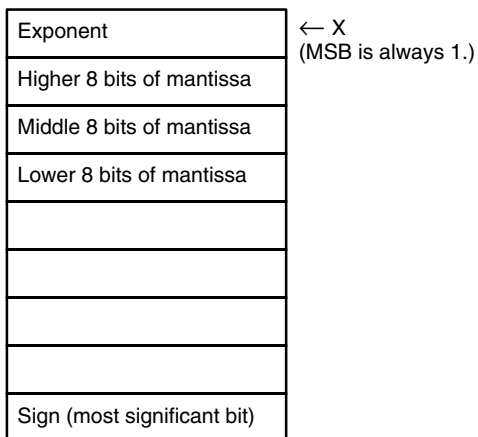 Exponent
← X
(MSB is always 1.)
Higher 8 bits of mantissa
Middle 8 bits of mantissa
Lower 8 bits of mantissa
Sign (most significant bit)